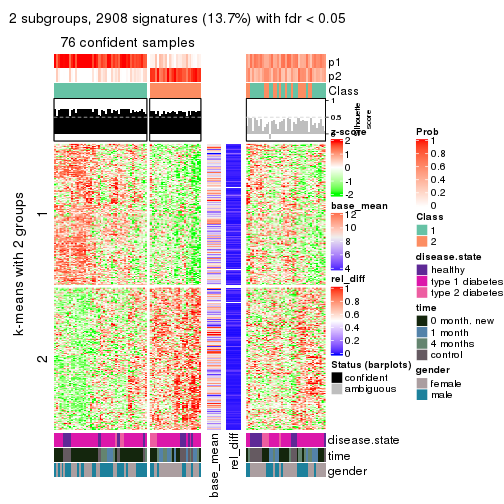 2 subgroups, 2908 signatures (13.7%) with fdr < 0.05
76 confident samples
p1
p2
Class
1
0.5
0
silhouette
score
k-means with 2 groups
1
2
z-score
2
1
0
-1
-2
base_mean
12
10
8
6
4
rel_diff
1
0.8
0.6
0.4
0.2
0
Status (barplots)
confident
ambiguous
Prob
1
0.8
0.6
0.4
0.2
0
Class
1
2
disease.state
healthy
type 1 diabetes
type 2 diabetes
time
0 month. new
1 month
4 months
control
gender
female
male
disease.state
time
gender
base_mean
rel_diff